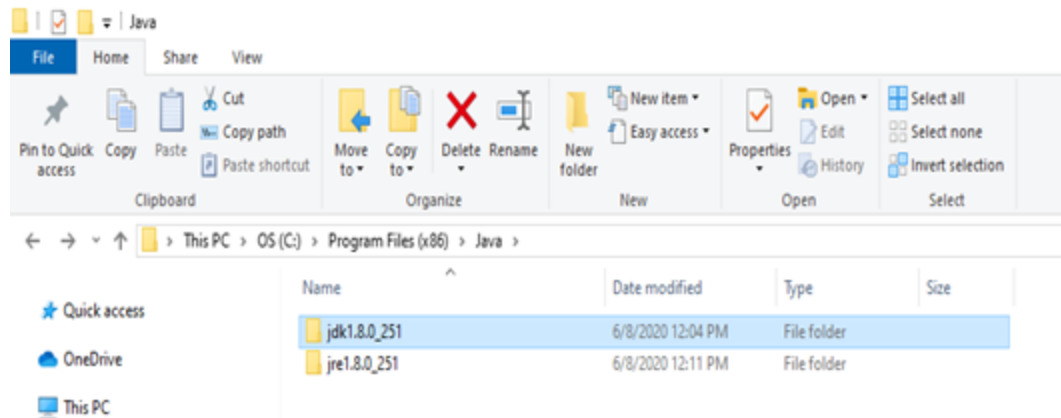 Java
File Home Share View
Pin to Quick access
Copy
Paste
Cut
Copy path
Paste shortcut
Clipboard
Move to
Copy to
Delete
Rename
Organize
New folder
New item
Easy access
New
Properties
Open
Edit
History
Open
Select all
Select none
Invert selection
Select
This PC > OS (C:) > Program Files (x86) > Java >
Name Date modified Type Size
Quick access
OneDrive
This PC
jdk1.8.0_251 6/8/2020 12:04 PM File folder
jre1.8.0_251 6/8/2020 12:11 PM File folder